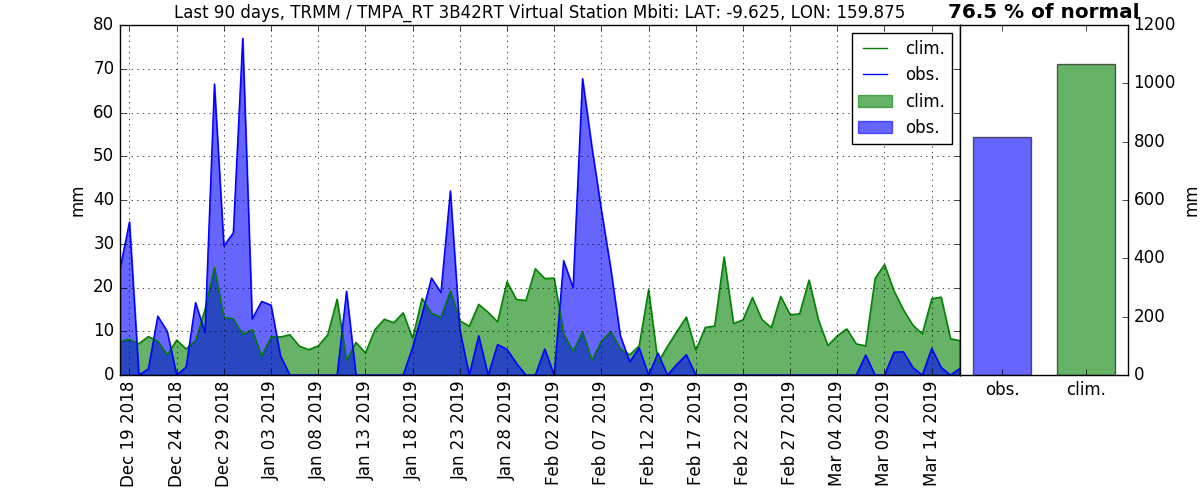 Last 90 days, TRMM / TMPA_RT 3B42RT Virtual Station Mbiti: LAT: -9.625, LON: 159.875
76.5 % of normal
80
70
60
50
40
30
20
10
0
mm
clim.
obs.
clim.
obs.
Dec 19 2018
Dec 24 2018
Dec 29 2018
Jan 03 2019
Jan 08 2019
Jan 13 2019
Jan 18 2019
Jan 23 2019
Jan 28 2019
Feb 02 2019
Feb 07 2019
Feb 12 2019
Feb 17 2019
Feb 22 2019
Feb 27 2019
Mar 04 2019
Mar 09 2019
Mar 14 2019
1200
1000
800
600
400
200
0
mm
obs.
clim.